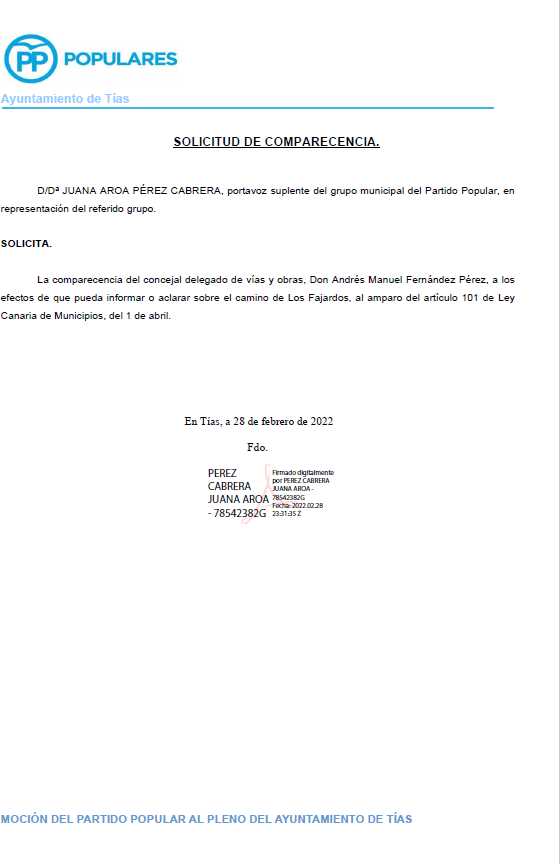 PP POPULARES
Ayuntamiento de Tías
SOLICITUD DE COMPARECENCIA.
D/Dª JUANA AROA PÉREZ CABRERA, portavoz suplente del grupo municipal del Partido Popular, en
representación del referido grupo.
SOLICITA.
La comparecencia del concejal delegado de vías y obras, Don Andrés Manuel Fernández Pérez, a los
efectos de que pueda informar o aclarar sobre el camino de Los Fajardos, al amparo del artículo 101 de Ley
Canaria de Municipios, del 1 de abril.
En Tías, a 28 de febrero de 2022
Fdo.
PEREZ
CABRERA
JUANA AROA
- 78542382G
Firmado digitalmente
por PEREZ CABRERA
JUANA AROA -
78542382G
Fecha: 2022.02.28
23:31:35 Z
MOCIÓN DEL PARTIDO POPULAR AL PLENO DEL AYUNTAMIENTO DE TÍAS